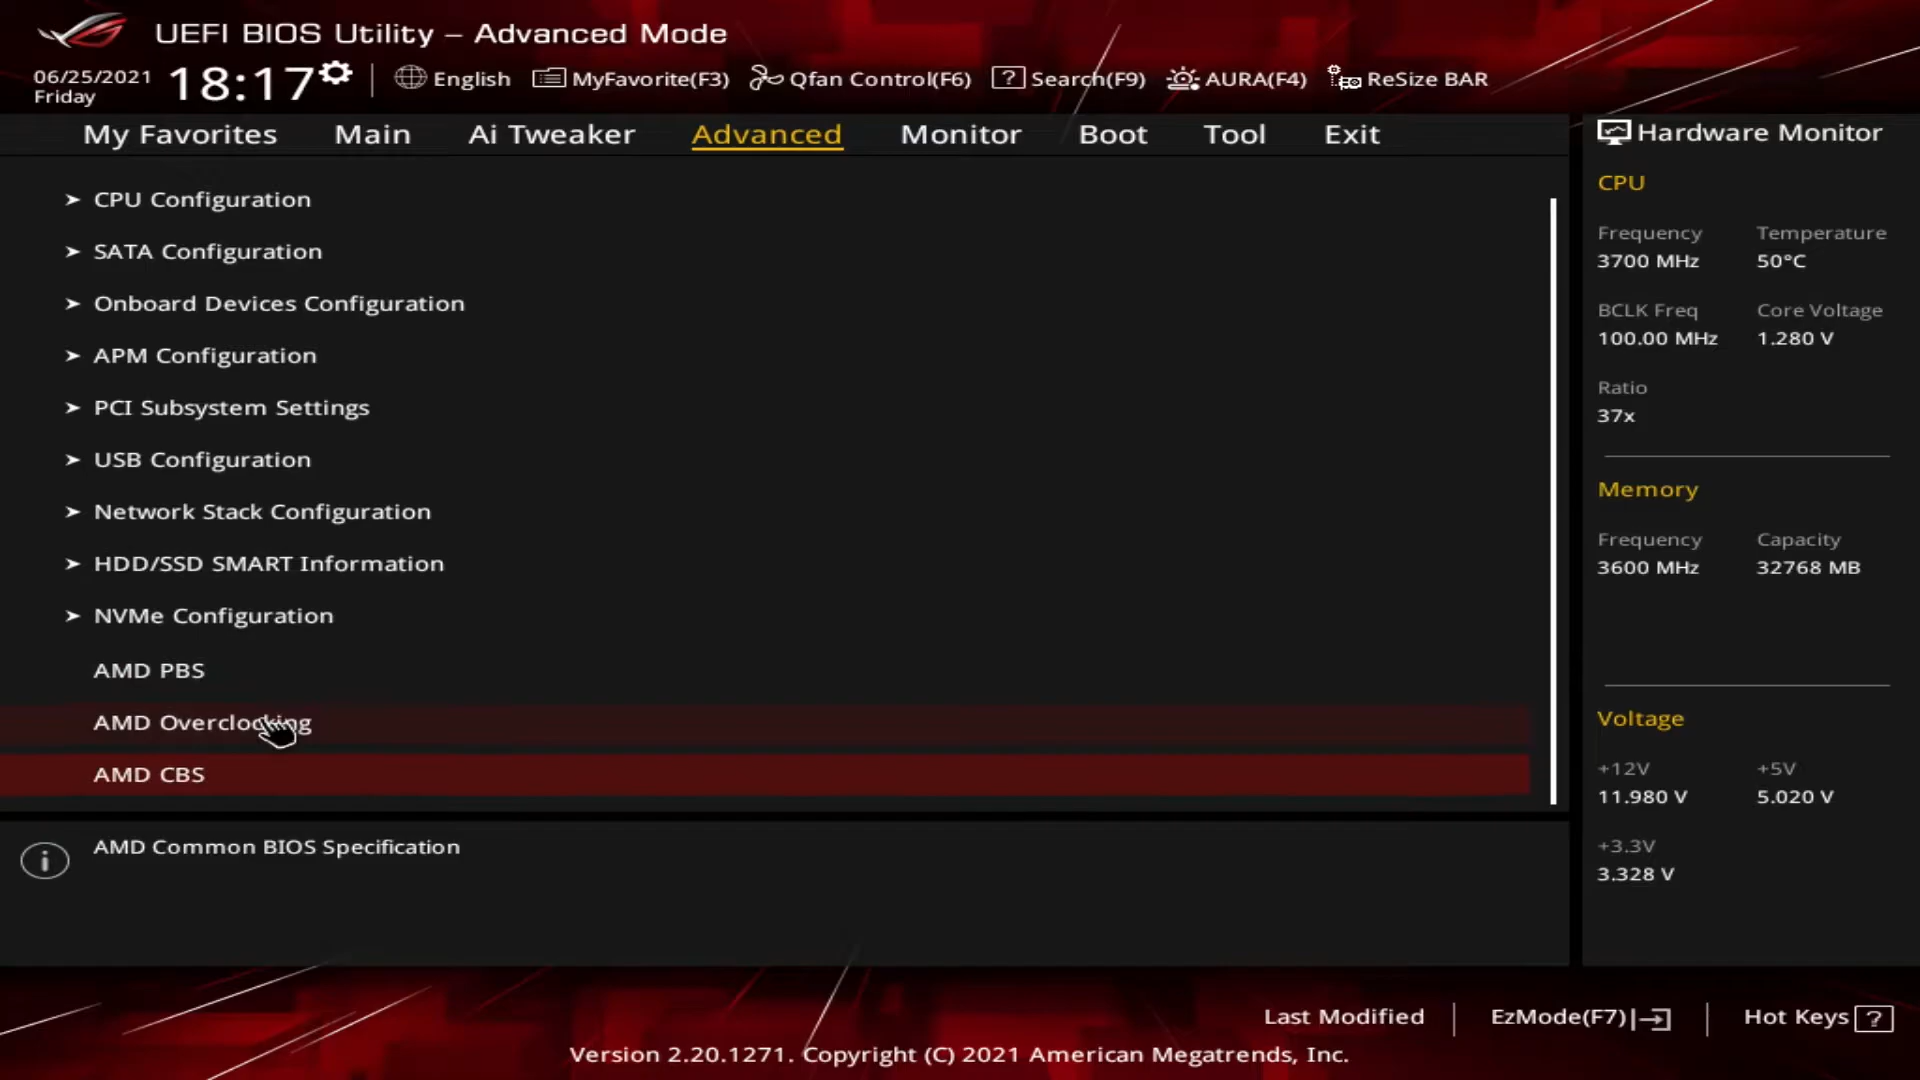 UEFI BIOS Utility – Advanced Mode
06/25/2021
Friday
18:17
English
MyFavorite(F3)
Qfan Control(F6)
? Search(F9)
AURA(F4)
ReSize BAR
My Favorites
Main
Ai Tweaker
Advanced
Monitor
Boot
Tool
Exit
CPU Configuration
SATA Configuration
Onboard Devices Configuration
APM Configuration
PCI Subsystem Settings
USB Configuration
Network Stack Configuration
HDD/SSD SMART Information
NVMe Configuration
AMD PBS
AMD Overclocking
AMD CBS
i AMD Common BIOS Specification
Hardware Monitor
CPU
Frequency Temperature
3700 MHz 50°C
BCLK Freq Core Voltage
100.00 MHz 1.280 V
Ratio
37x
Memory
Frequency Capacity
3600 MHz 32768 MB
Voltage
+12V +5V
11.980 V 5.020 V
+3.3V
3.328 V
Last Modified
EzMode(F7)
Hot Keys ?
Version 2.20.1271. Copyright (C) 2021 American Megatrends, Inc.